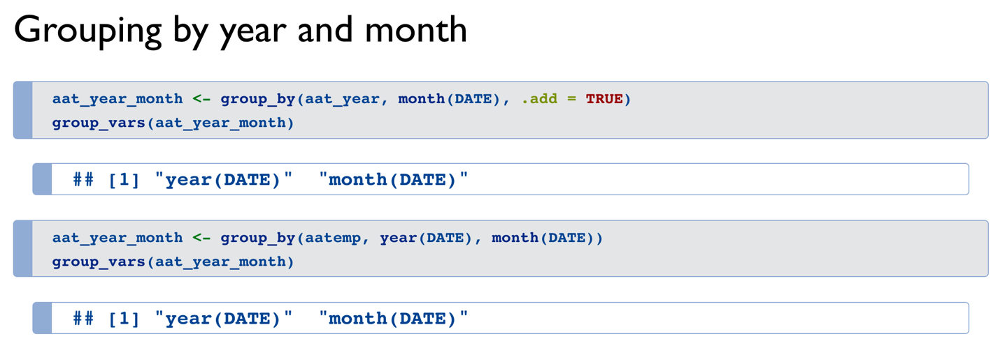 Grouping by year and month
aat_year_month <- group_by(aat_year, month(DATE), .add = TRUE)
group_vars(aat_year_month)
## [1] "year(DATE)"  "month(DATE)"
aat_year_month <- group_by(aatemp, year(DATE), month(DATE))
group_vars(aat_year_month)
## [1] "year(DATE)"  "month(DATE)"